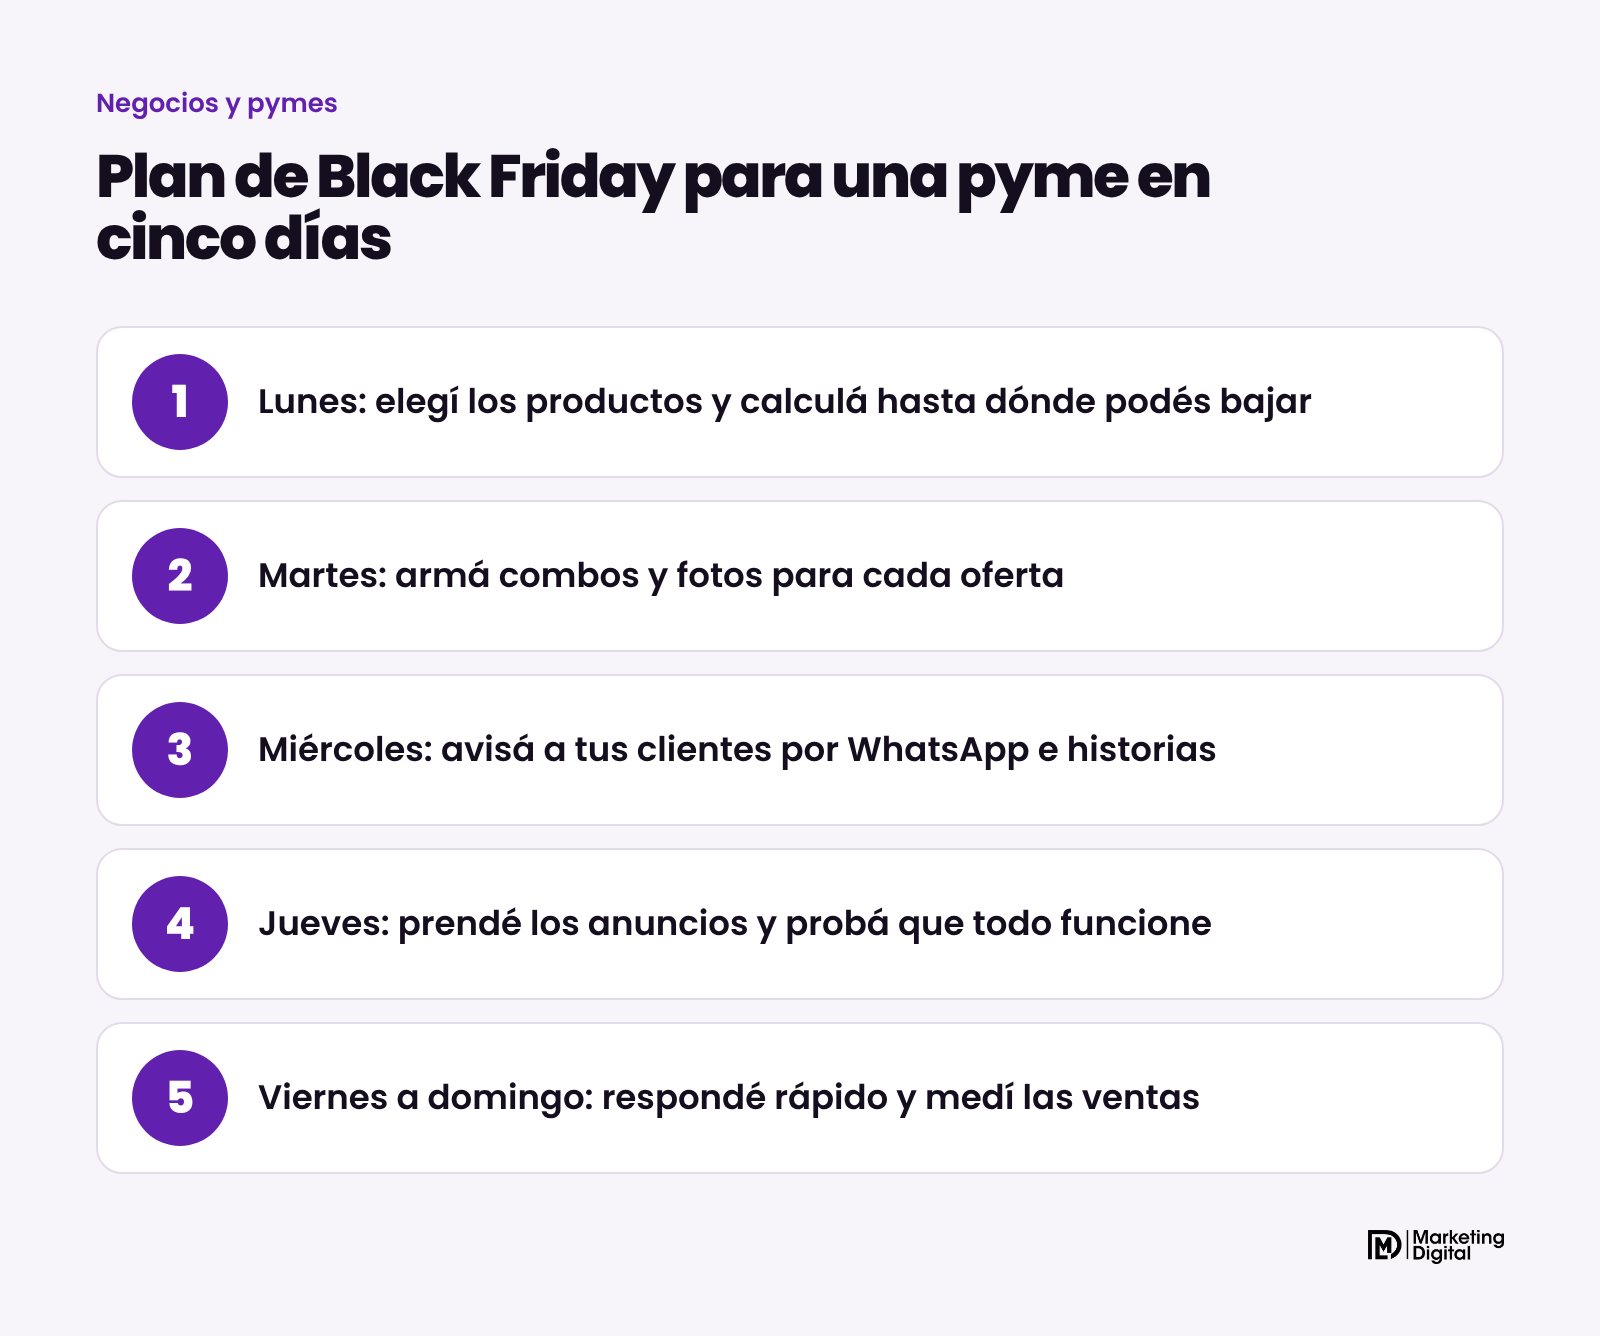 Negocios y pymes
Plan de Black Friday para una pyme en
cinco días
1 Lunes: elegí los productos y calculá hasta dónde podés bajar
2 Martes: armá combos y fotos para cada oferta
3 Miércoles: avisá a tus clientes por WhatsApp e historias
4 Jueves: prendé los anuncios y probá que todo funcione
5 Viernes a domingo: respondé rápido y medí las ventas
DM Marketing
Digital